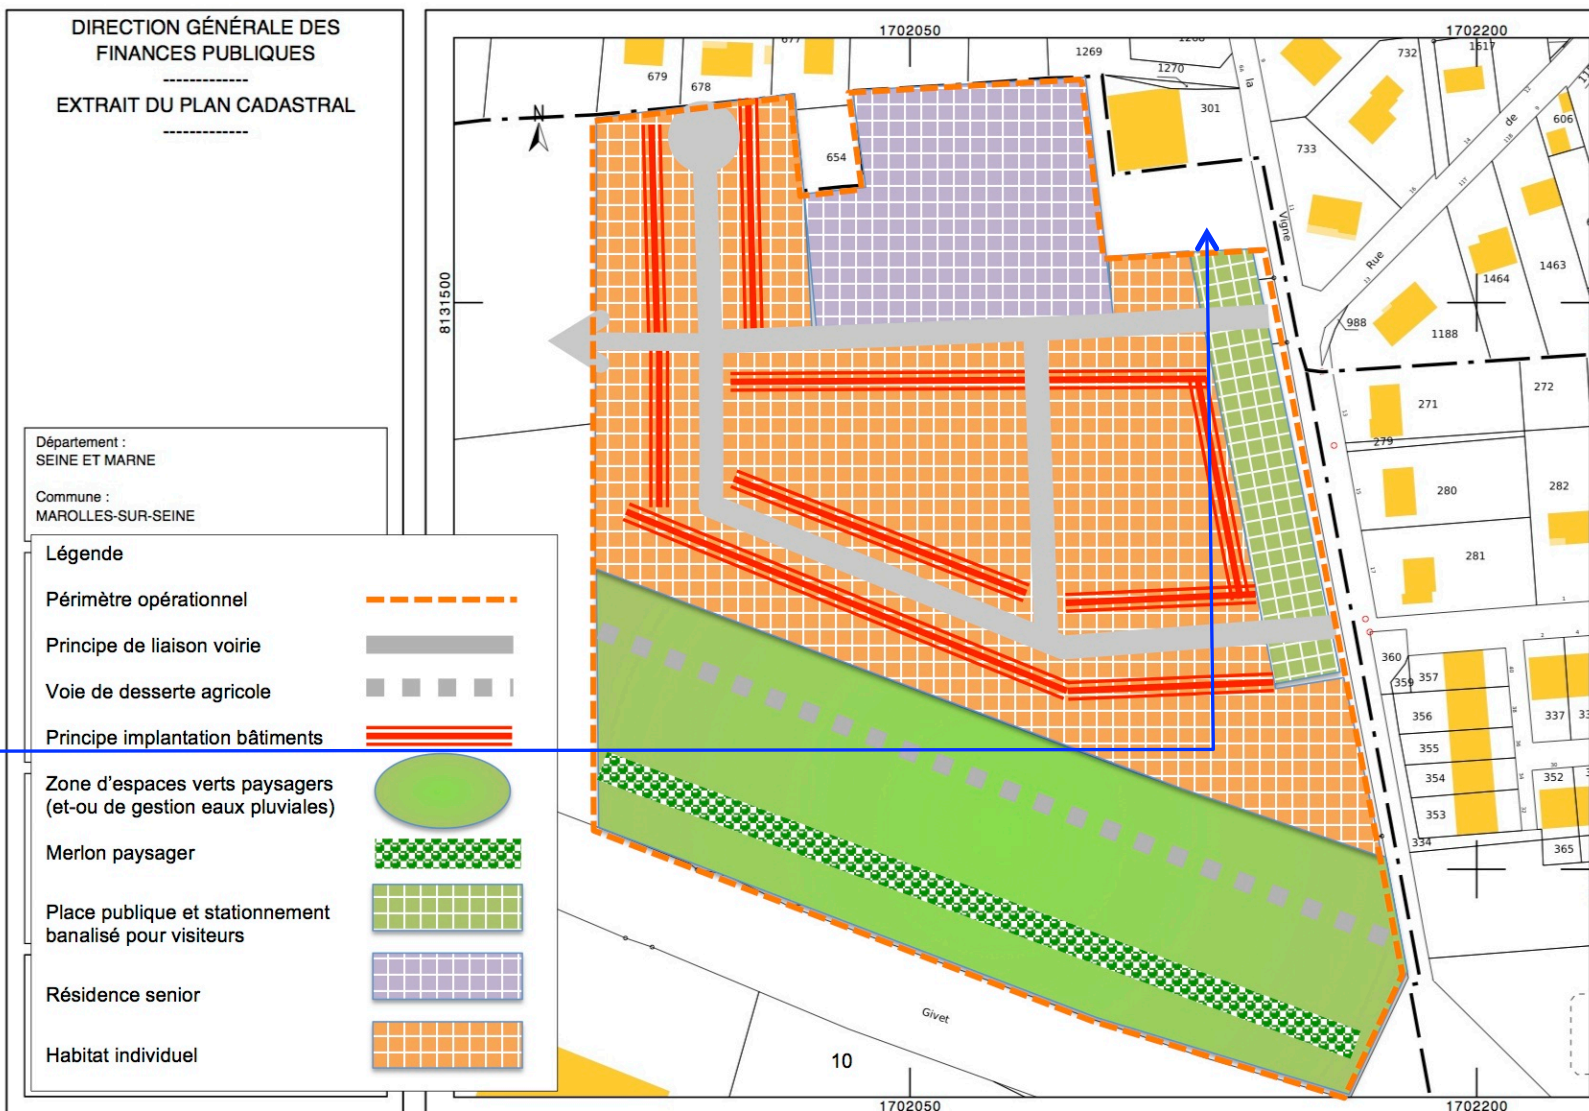 DIRECTION GÉNÉRALE DES
FINANCES PUBLIQUES
-------------
EXTRAIT DU PLAN CADASTRAL
-------------
Département :
SEINE ET MARNE
Commune :
MAROLLES-SUR-SEINE
Légende
Périmètre opérationnel
Principe de liaison voirie
Voie de desserte agricole
Principe implantation bâtiments
Zone d'espaces verts paysagers
(et-ou de gestion eaux pluviales)
Merlon paysager
Place publique et stationnement
banalisé pour visiteurs
Résidence senior
Habitat individuel
1702050
1702200
8131500
N
677
679
678
654
1269
1268
1270
301
la
Vigne
732
1617
733
606
de
Rue
1464
1463
988
1188
271
272
279
280
282
281
360
359
357
356
355
354
353
334
337
352
365
Givet
10
1702050
1702200